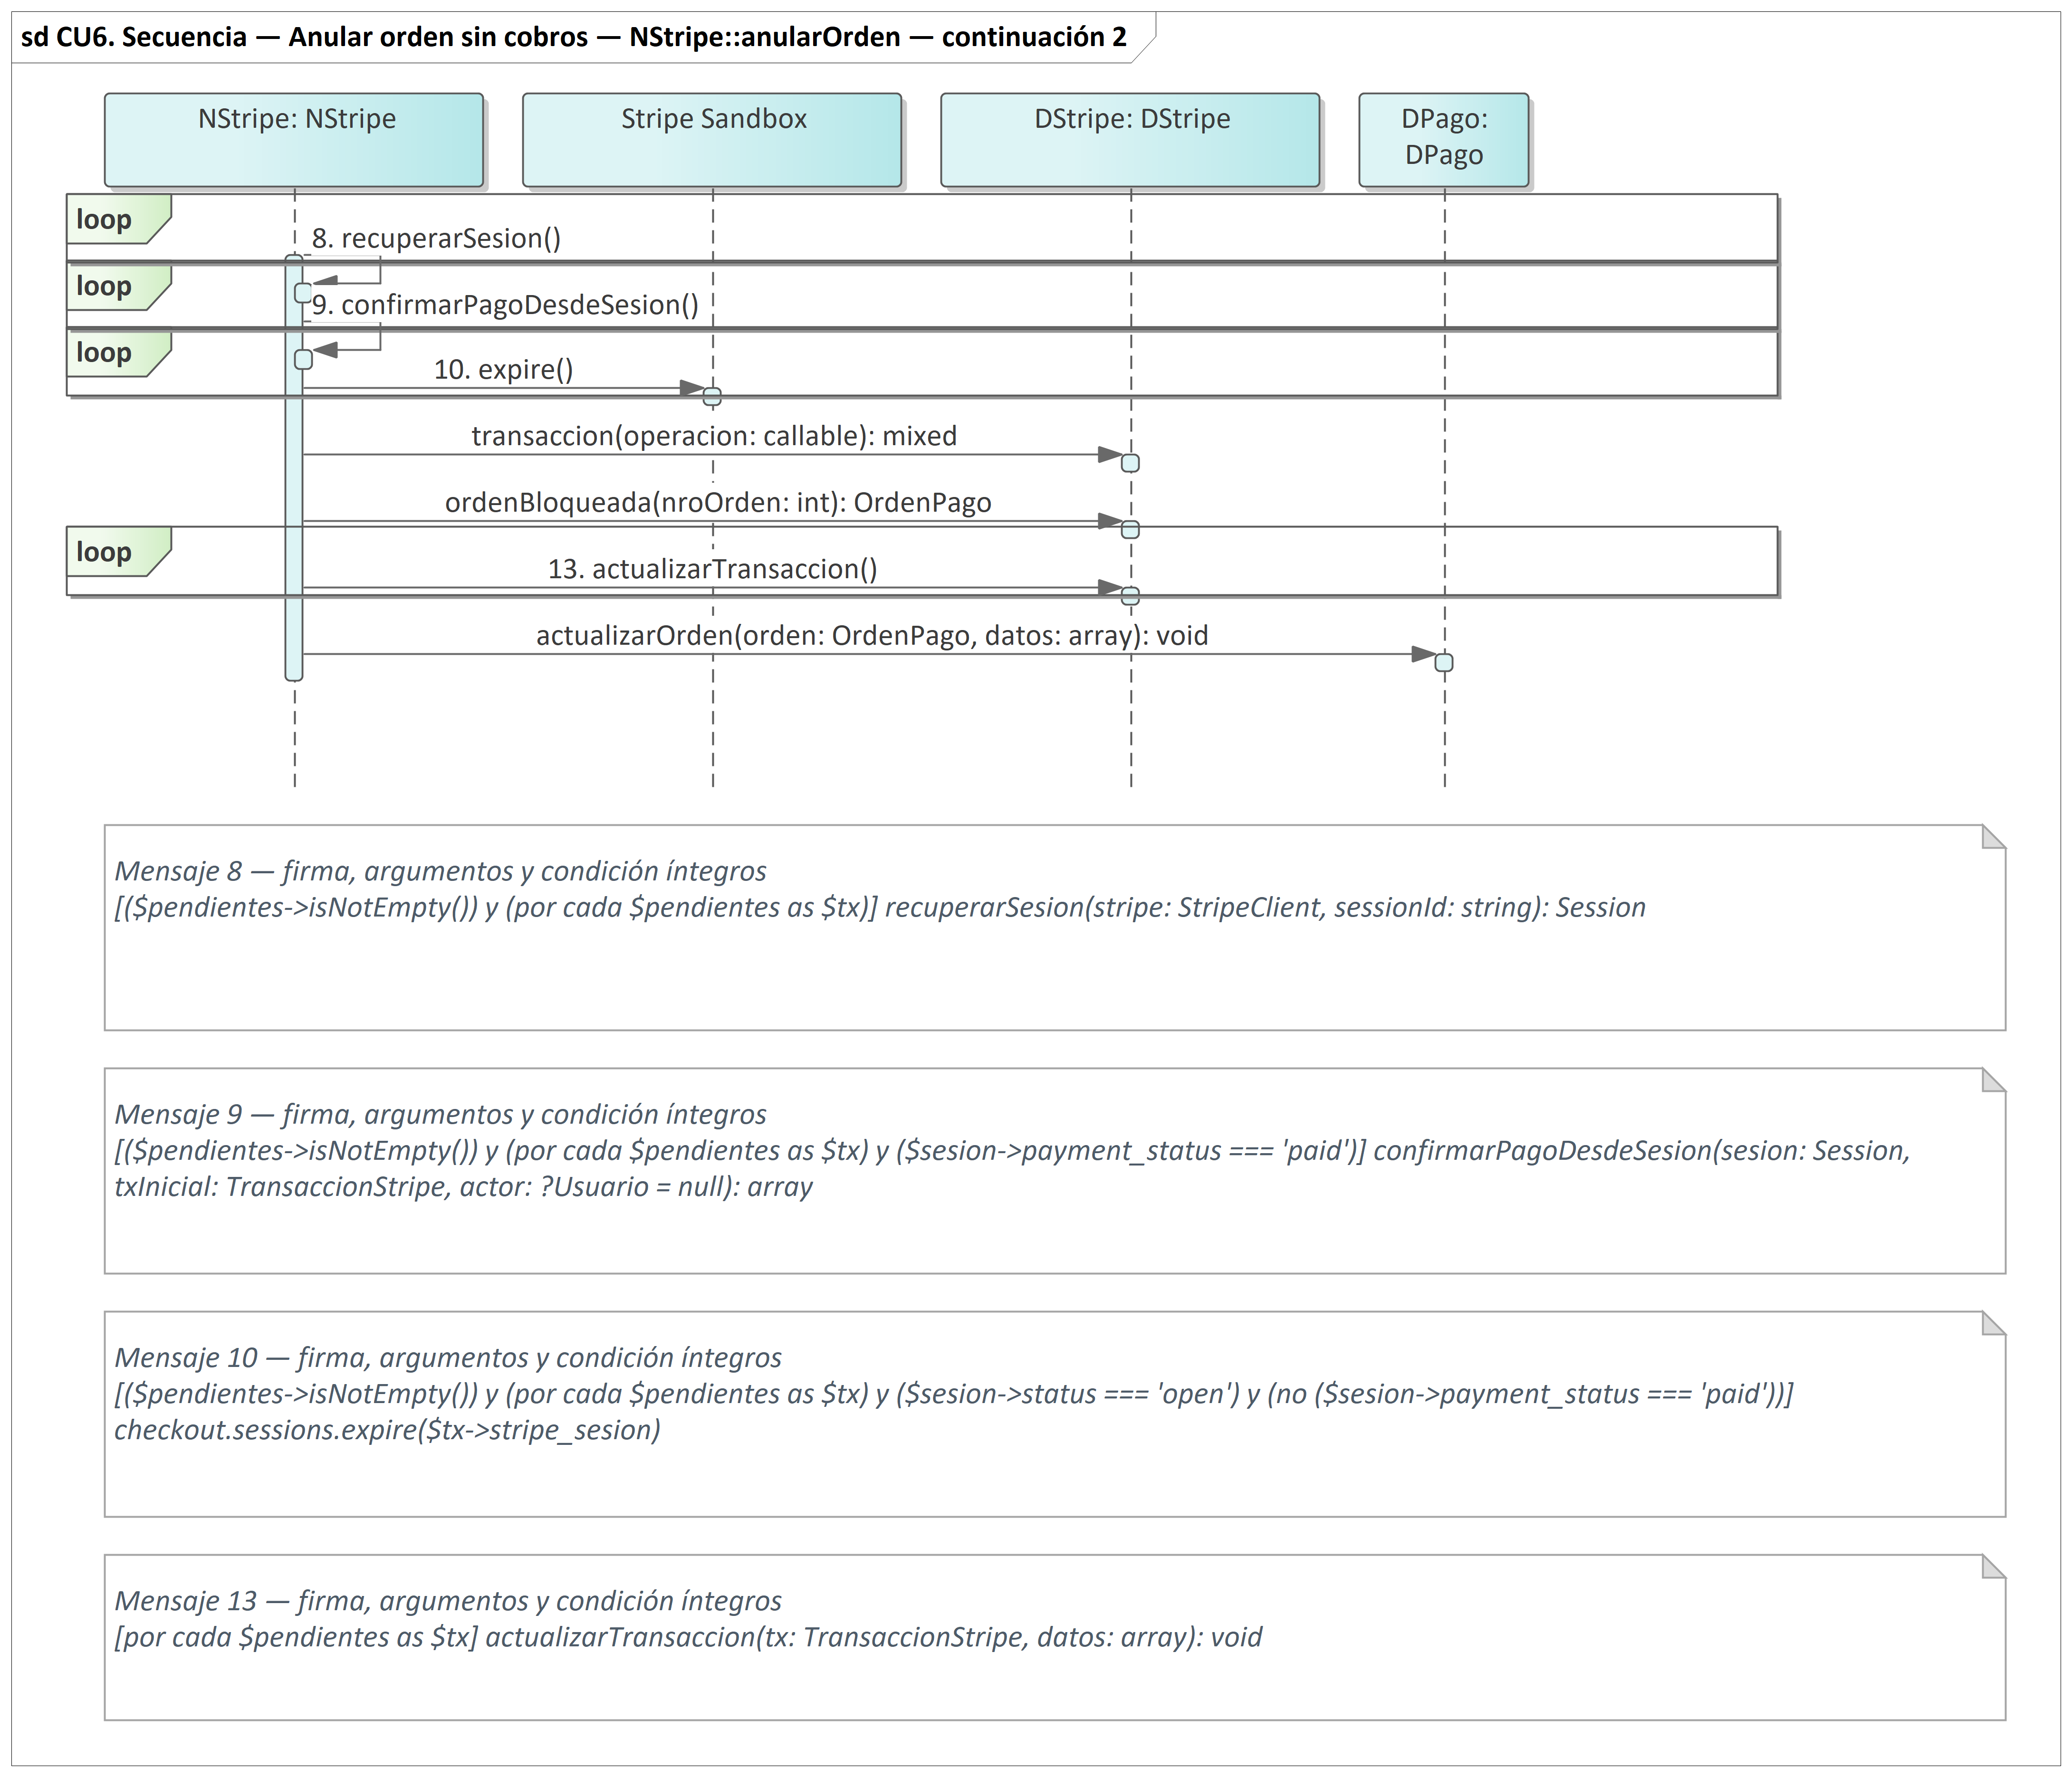 sd CU6. Secuencia — Anular orden sin cobros — NStripe::anularOrden — continuación 2
NStripe: NStripe
Stripe Sandbox
DStripe: DStripe
DPago:
DPago
loop
8. recuperarSesion()
loop
9. confirmarPagoDesdeSesion()
loop
10. expire()
transaccion(operacion: callable): mixed
ordenBloqueada(nroOrden: int): OrdenPago
loop
13. actualizarTransaccion()
actualizarOrden(orden: OrdenPago, datos: array): void
Mensaje 8 — firma, argumentos y condición íntegros
[($pendientes->isNotEmpty()) y (por cada $pendientes as $tx)] recuperarSesion(stripe: StripeClient, sessionId: string): Session
Mensaje 9 — firma, argumentos y condición íntegros
[($pendientes->isNotEmpty()) y (por cada $pendientes as $tx) y ($sesion->payment_status === 'paid')] confirmarPagoDesdeSesion(sesion: Session,
txInicial: TransaccionStripe, actor: ?Usuario = null): array
Mensaje 10 — firma, argumentos y condición íntegros
[($pendientes->isNotEmpty()) y (por cada $pendientes as $tx) y ($sesion->status === 'open') y (no ($sesion->payment_status === 'paid'))]
checkout.sessions.expire($tx->stripe_sesion)
Mensaje 13 — firma, argumentos y condición íntegros
[por cada $pendientes as $tx] actualizarTransaccion(tx: TransaccionStripe, datos: array): void